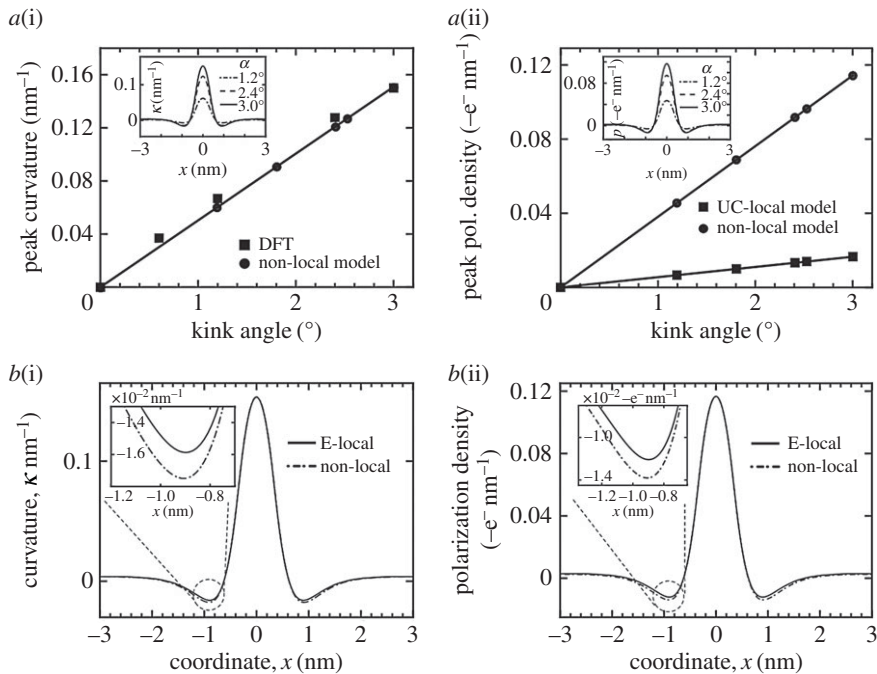 a(i)
peak curvature (nm⁻¹)
0.16
0.12
0.08
0.04
0
1
2
3
kink angle (°)
κ (nm⁻¹)
0.1
0
−3
0
3
x (nm)
α
1.2°
2.4°
3.0°
DFT
non-local model
a(ii)
peak pol. density (−e⁻ nm⁻¹)
0.12
0.08
0.04
0
1
2
3
kink angle (°)
p (−e⁻ nm⁻¹)
0.08
0
−3
0
3
x (nm)
α
1.2°
2.4°
3.0°
UC-local model
non-local model
b(i)
curvature, κ nm⁻¹)
0.1
0
−3
−2
−1
0
1
2
3
coordinate, x (nm)
×10⁻² nm⁻¹
−1.4
−1.6
−1.2
−1.0
−0.8
x (nm)
E-local
non-local
b(ii)
polarization density
(−e⁻ nm⁻¹)
0.12
0.08
0.04
0
−3
−2
−1
0
1
2
3
coordinate, x (nm)
×10⁻² −e⁻ nm⁻¹
−1.0
−1.4
−1.2
−1.0
−0.8
x (nm)
E-local
non-local